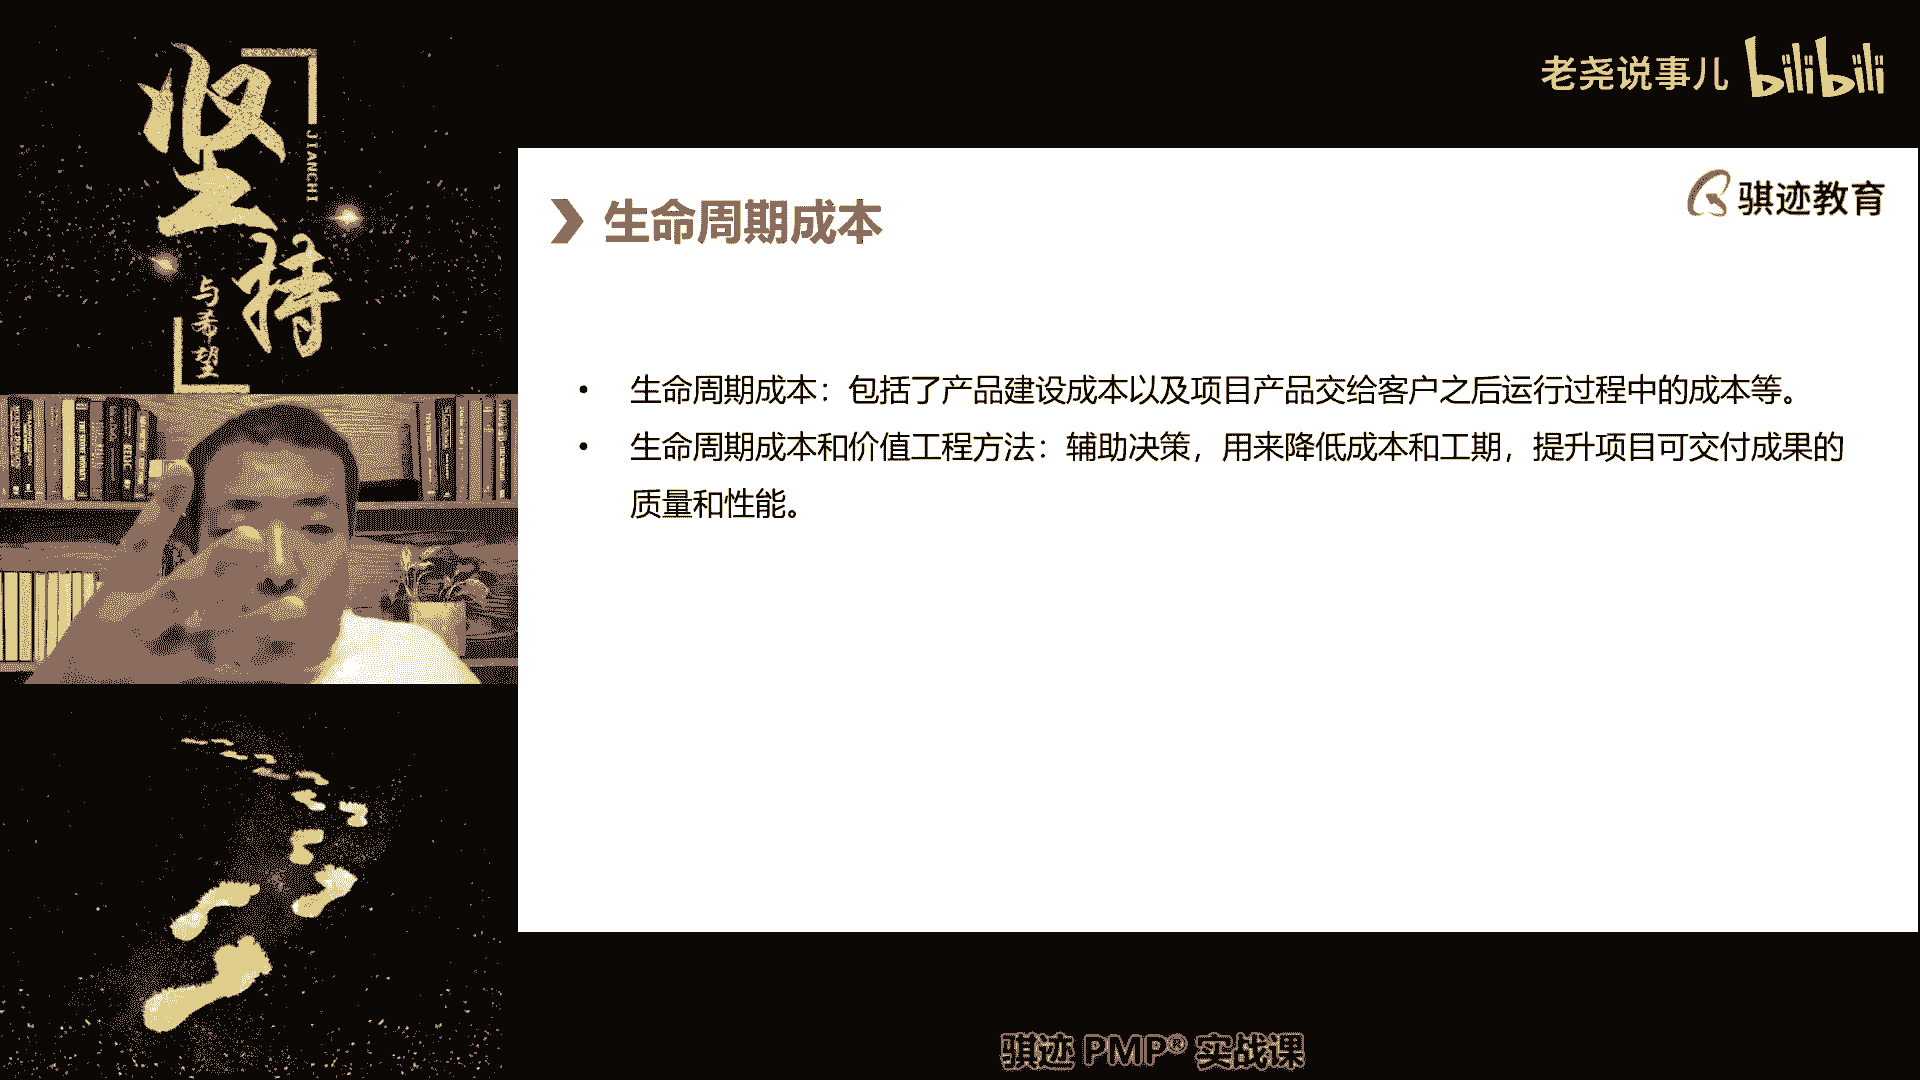 坚持
JIANCHI
与希望
老尧说事儿 bilibili
骐迹教育
生命周期成本
• 生命周期成本：包括了产品建设成本以及项目产品交给客户之后运行过程中的成本等。
• 生命周期成本和价值工程方法：辅助决策，用来降低成本和工期，提升项目可交付成果的
质量和性能。
骐迹 PMP® 实战课